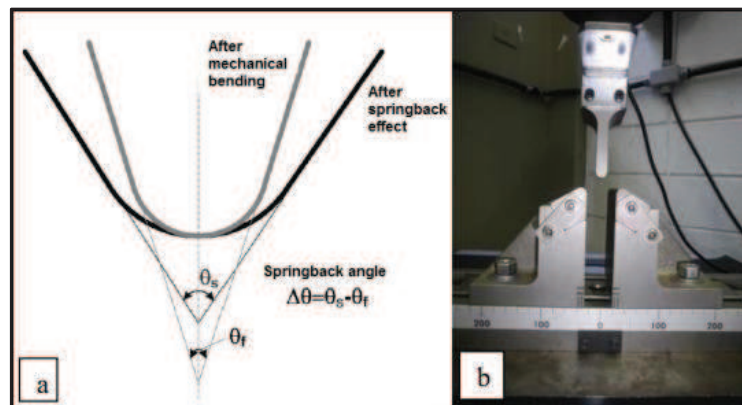 After
mechanical
bending
After
springback
effect
Springback angle
Δθ=θs-θf
θs
θf
a
200 100 0 100 200
b